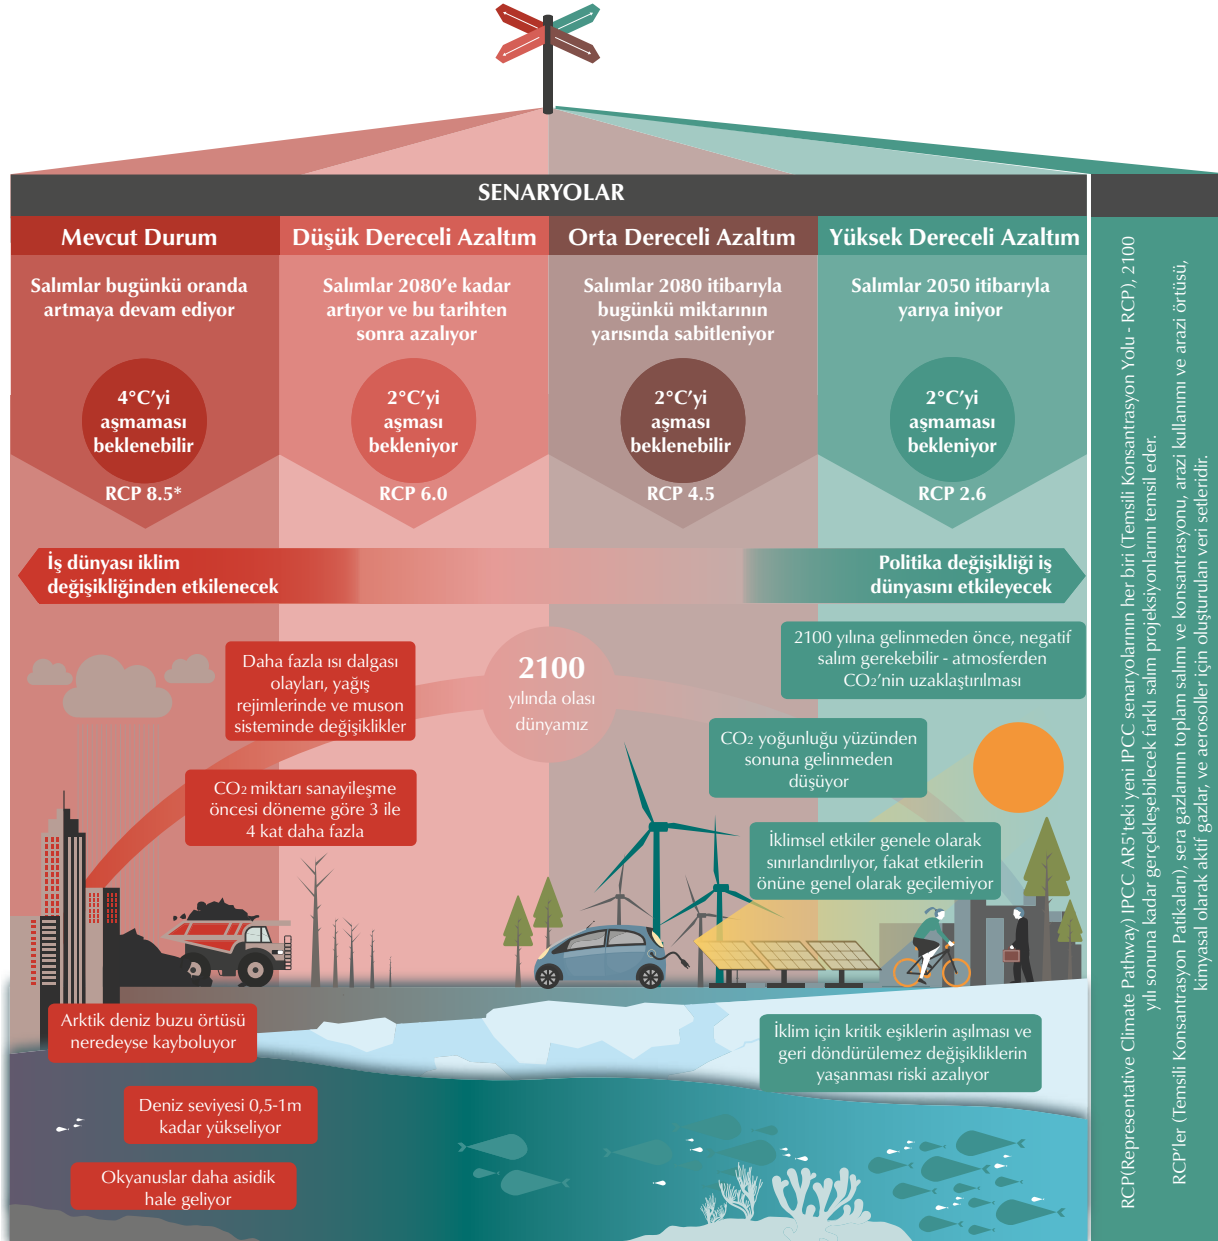 SENARYOLAR
Mevcut Durum
Salımlar bugünkü oranda
artmaya devam ediyor
4°C’yi
aşmaması
beklenebilir
RCP 8.5*
Düşük Dereceli Azaltım
Salımlar 2080’e kadar
artıyor ve bu tarihten
sonra azalıyor
2°C’yi
aşması
bekleniyor
RCP 6.0
Orta Dereceli Azaltım
Salımlar 2080 itibarıyla
bugünkü miktarının
yarısında sabitleniyor
2°C’yi
aşması
beklenebilir
RCP 4.5
Yüksek Dereceli Azaltım
Salımlar 2050 itibarıyla
yarıya iniyor
2°C’yi
aşmaması
bekleniyor
RCP 2.6
İş dünyası iklim
değişikliğinden etkilenecek
Politika değişikliği iş
dünyasını etkileyecek
Daha fazla ısı dalgası
olayları, yağış
rejimlerinde ve muson
sisteminde değişiklikler
2100
yılında olası
dünyamız
2100 yılına gelinmeden önce, negatif
salım gerekebilir - atmosferden
CO2’nin uzaklaştırılması
CO2 yoğunluğu yüzünden
sonuna gelinmeden
düşüyor
CO2 miktarı sanayileşme
öncesi döneme göre 3 ile
4 kat daha fazla
İklimsel etkiler genele olarak
sınırlandırılıyor, fakat etkilerin
önüne genel olarak geçilemiyor
Arktik deniz buzu örtüsü
neredeyse kayboluyor
İklim için kritik eşiklerin aşılması ve
geri döndürülemez değişikliklerin
yaşanması riski azalıyor
Deniz seviyesi 0,5-1m
kadar yükseliyor
Okyanuslar daha asidik
hale geliyor
RCP(Representative Climate Pathway) IPCC AR5’teki yeni IPCC senaryolarının her biri (Temsili Konsantrasyon Yolu - RCP), 2100
yılı sonuna kadar gerçekleşebilecek farklı salım projeksiyonlarını temsil eder.
RCP’ler (Temsili Konsantrasyon Patikaları), sera gazlarının toplam salımı ve konsantrasyonu, arazi kullanımı ve arazi örtüsü,
kimyasal olarak aktif gazlar, ve aerosoller için oluşturulan veri setleridir.